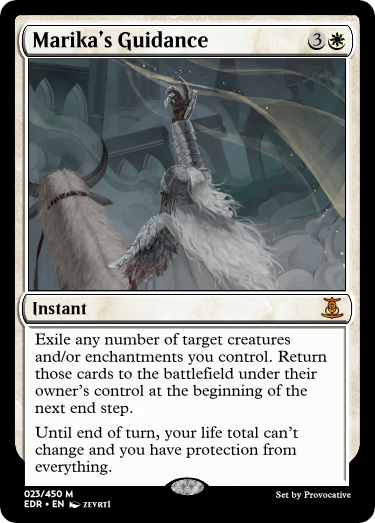 Marika's Guidance 3
Instant
Exile any number of target creatures
and/or enchantments you control. Return
those cards to the battlefield under their
owner's control at the beginning of the
next end step.
Until end of turn, your life total can't
change and you have protection from
everything.
023/450 M
EDR • EN ZEVRTI
Set by Provocative